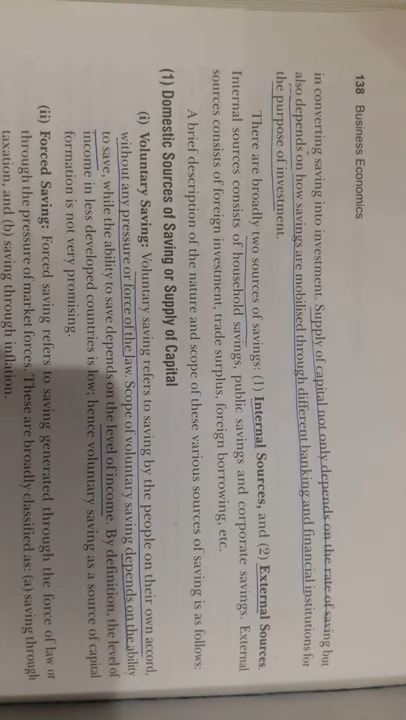 138 Business Economics
in converting saving into investment. Supply of capital not only depends on the rate of saving but
also depends on how savings are mobilised through different banking and financial institutions for
the purpose of investment.
There are broadly two sources of savings: (1) Internal Sources, and (2) External Sources.
Internal sources consists of household savings, public savings and corporate savings. External
sources consists of foreign investment, trade surplus, foreign borrowing, etc.
A brief description of the nature and scope of these various sources of saving is as follows:
(1) Domestic Sources of Saving or Supply of Capital
(i) Voluntary Saving: Voluntary saving refers to saving by the people on their own accord,
without any pressure or force of the law. Scope of voluntary saving depends on the ability
to save, while the ability to save depends on the level of income. By definition, the level of
income in less developed countries is low; hence voluntary saving as a source of capital
formation is not very promising.
(ii) Forced Saving: Forced saving refers to saving generated through the force of law or
through the pressure of market forces. These are broadly classified as: (a) saving through
taxation, and (b) saving through inflation.